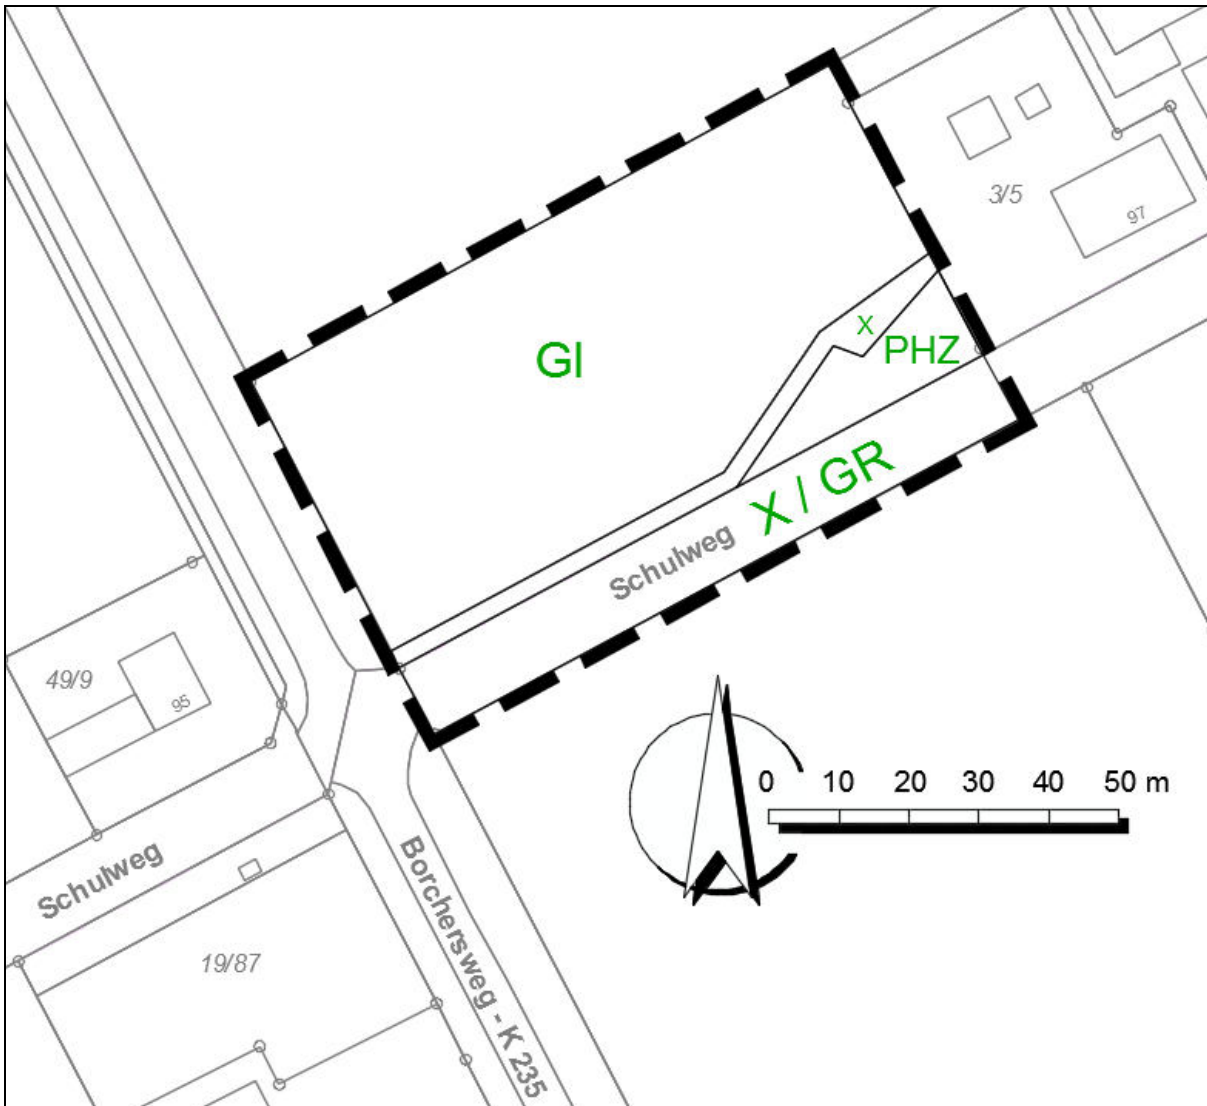 3/5
97
GI
X
PHZ
X / GR
Schulweg
49/9
95
0 10 20 30 40 50 m
Schulweg
Borchersweg - K 235
19/87